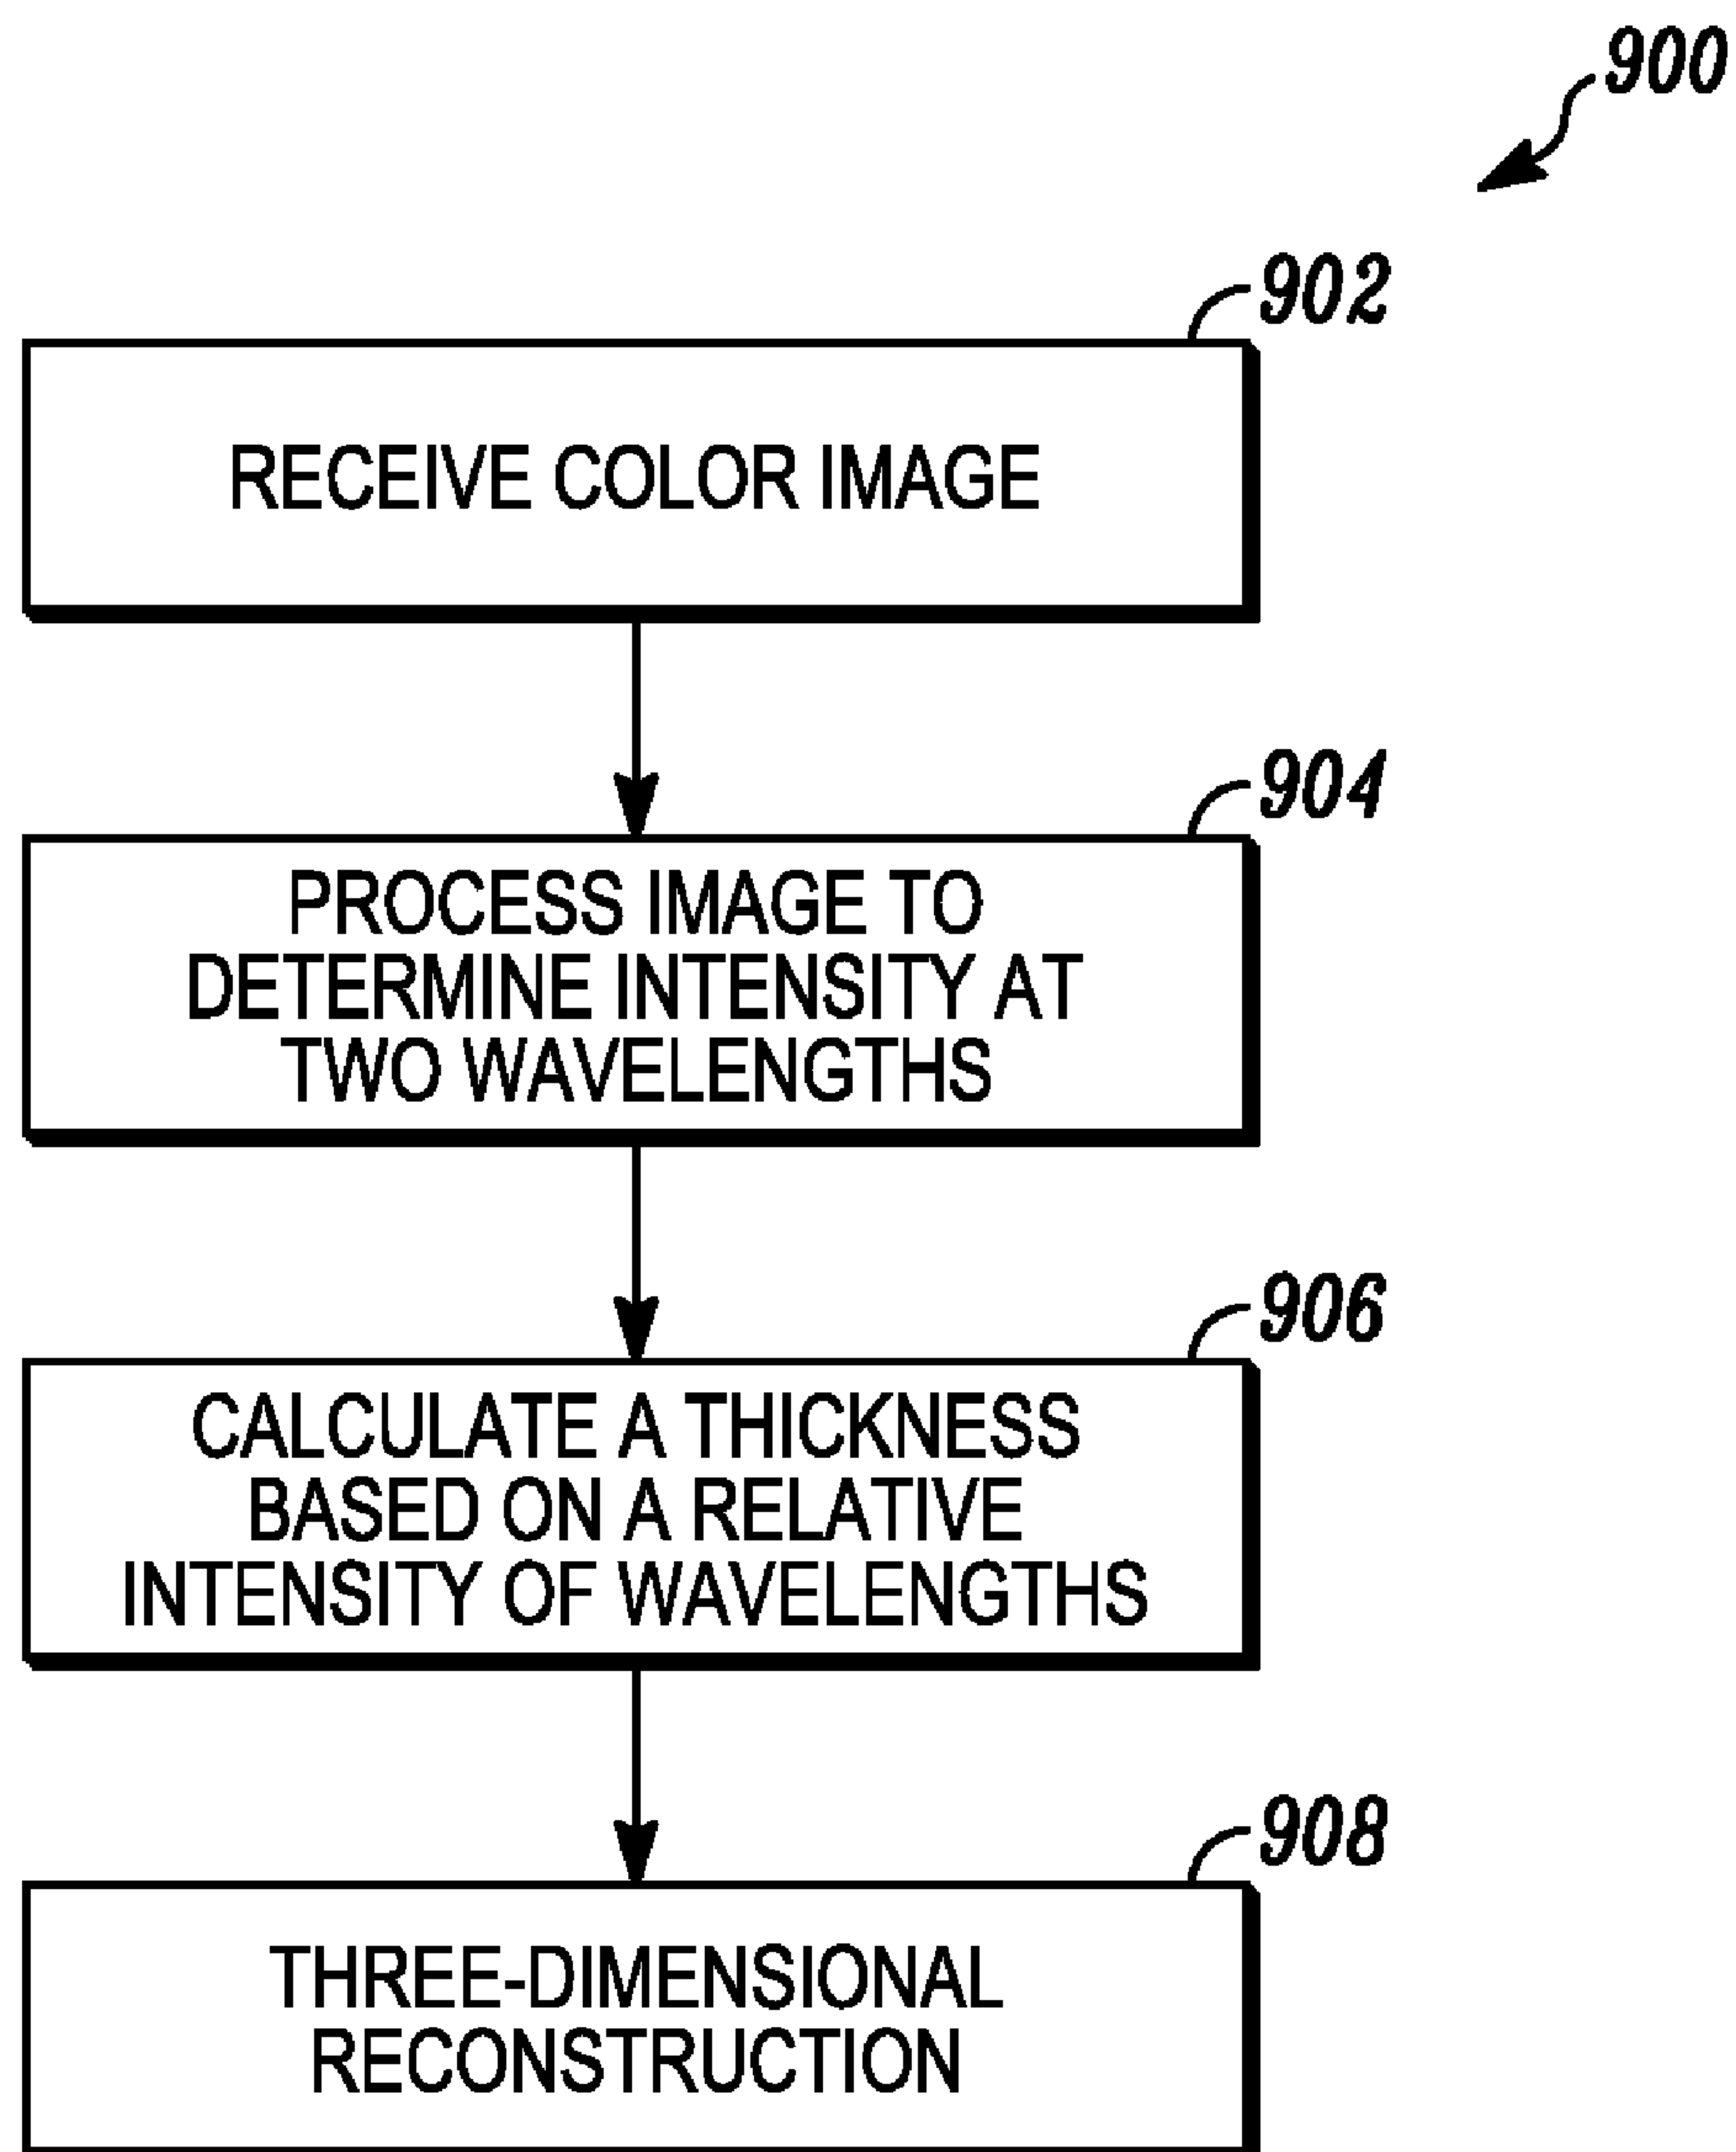 900
902
RECEIVE COLOR IMAGE
904
PROCESS IMAGE TO
DETERMINE INTENSITY AT
TWO WAVELENGTHS
906
CALCULATE A THICKNESS
BASED ON A RELATIVE
INTENSITY OF WAVELENGTHS
908
THREE-DIMENSIONAL
RECONSTRUCTION